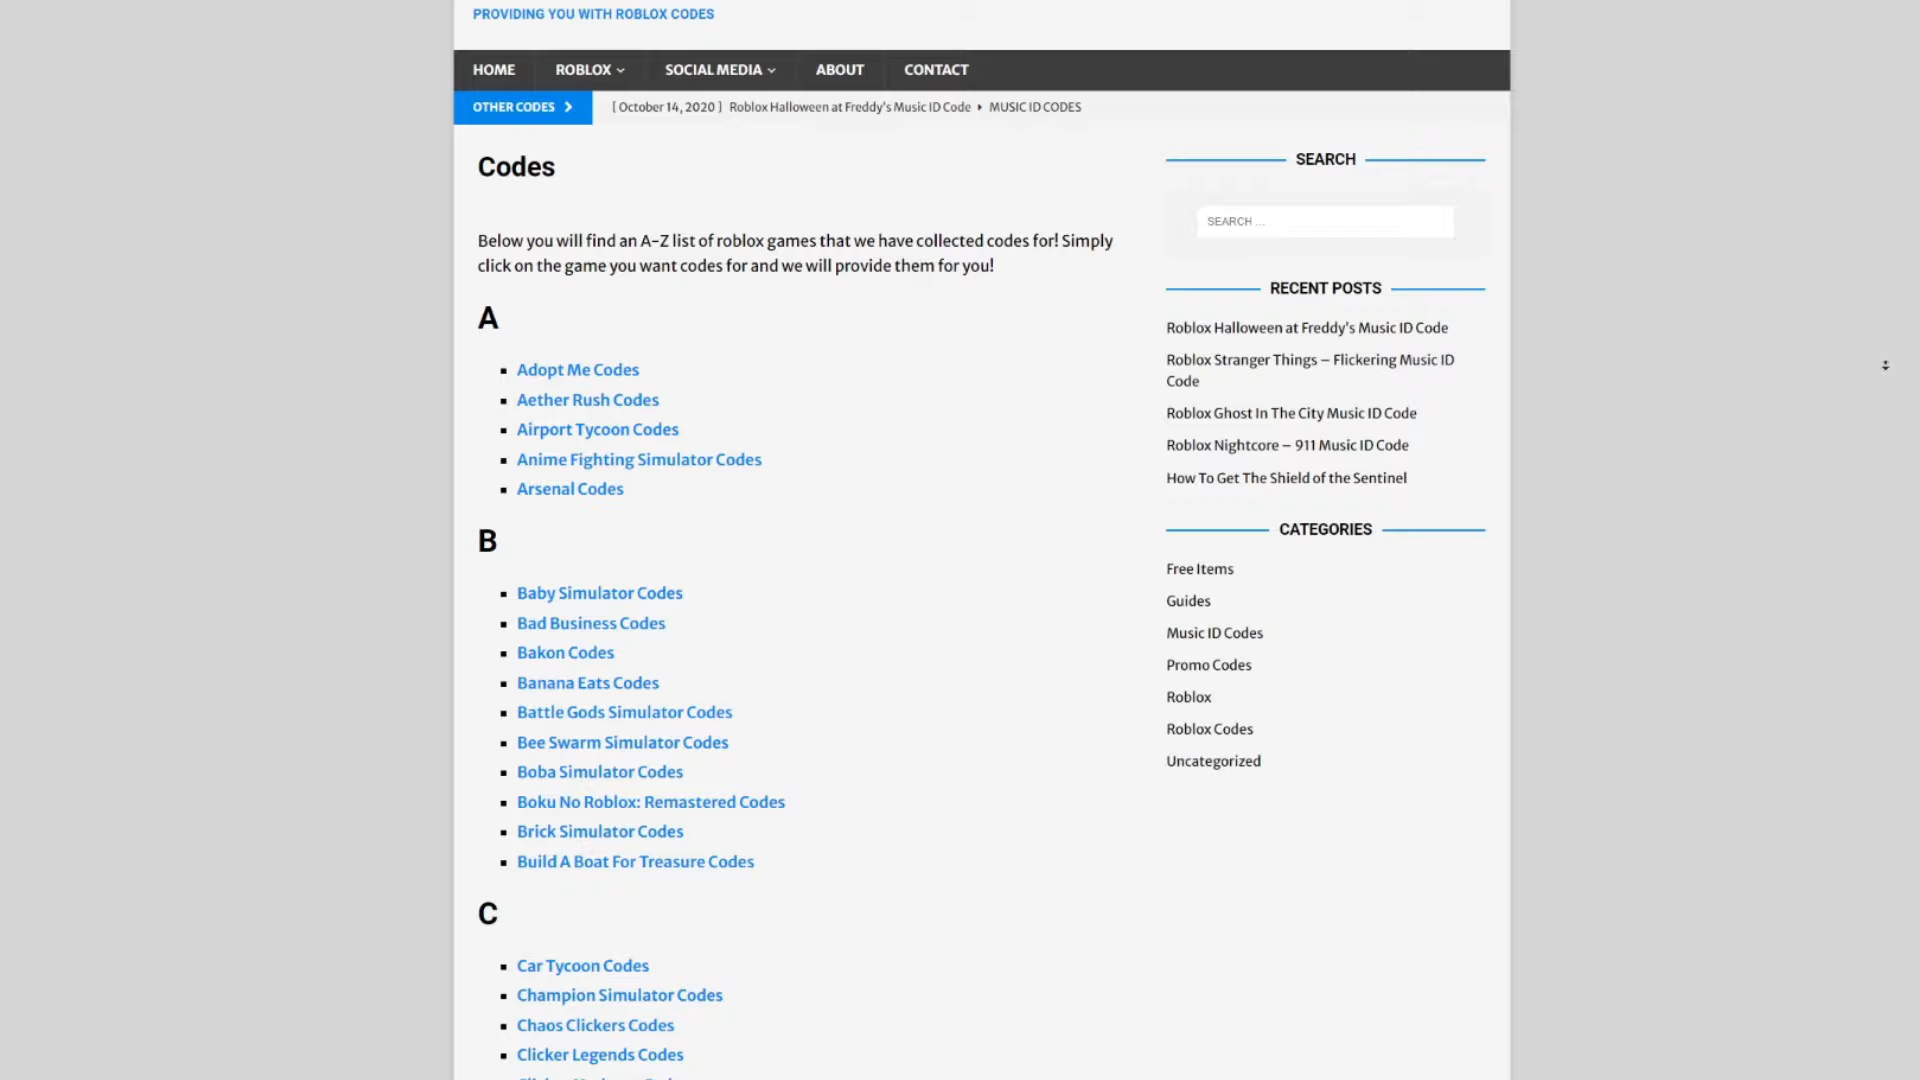 PROVIDING YOU WITH ROBLOX CODES
HOME ROBLOX SOCIAL MEDIA ABOUT CONTACT
OTHER CODES [ October 14, 2020 ] Roblox Halloween at Freddy's Music ID Code MUSIC ID CODES
Codes
Below you will find an A-Z list of roblox games that we have collected codes for! Simply
click on the game you want codes for and we will provide them for you!
A
Adopt Me Codes
Aether Rush Codes
Airport Tycoon Codes
Anime Fighting Simulator Codes
Arsenal Codes
B
Baby Simulator Codes
Bad Business Codes
Bakon Codes
Banana Eats Codes
Battle Gods Simulator Codes
Bee Swarm Simulator Codes
Boba Simulator Codes
Boku No Roblox: Remastered Codes
Brick Simulator Codes
Build A Boat For Treasure Codes
C
Car Tycoon Codes
Champion Simulator Codes
Chaos Clickers Codes
Clicker Legends Codes
SEARCH
SEARCH ...
RECENT POSTS
Roblox Halloween at Freddy's Music ID Code
Roblox Stranger Things – Flickering Music ID
Code
Roblox Ghost In The City Music ID Code
Roblox Nightcore – 911 Music ID Code
How To Get The Shield of the Sentinel
CATEGORIES
Free Items
Guides
Music ID Codes
Promo Codes
Roblox
Roblox Codes
Uncategorized